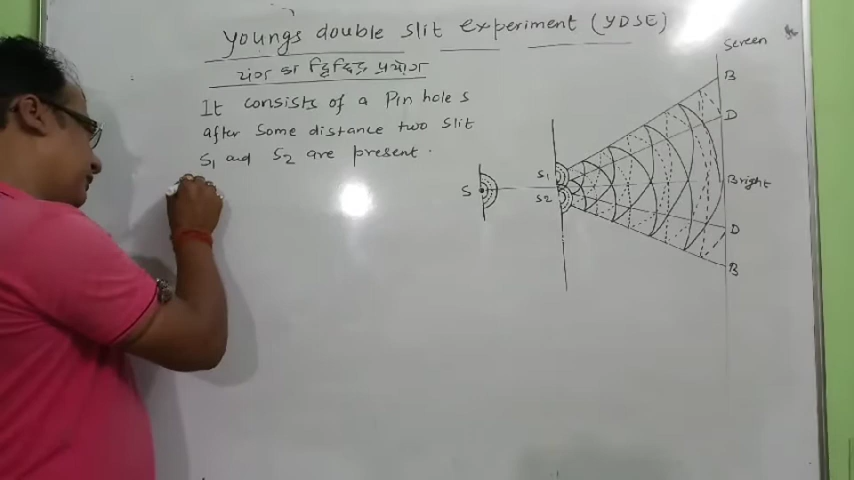 Youngs double slit experiment (YDSE)
यंग का द्विछिद्र प्रयोग
It consists of a Pin hole s
after Some distance two slit
S1 and S2 are present.
Screen
B
D
Bright
D
B
S
S1
S2